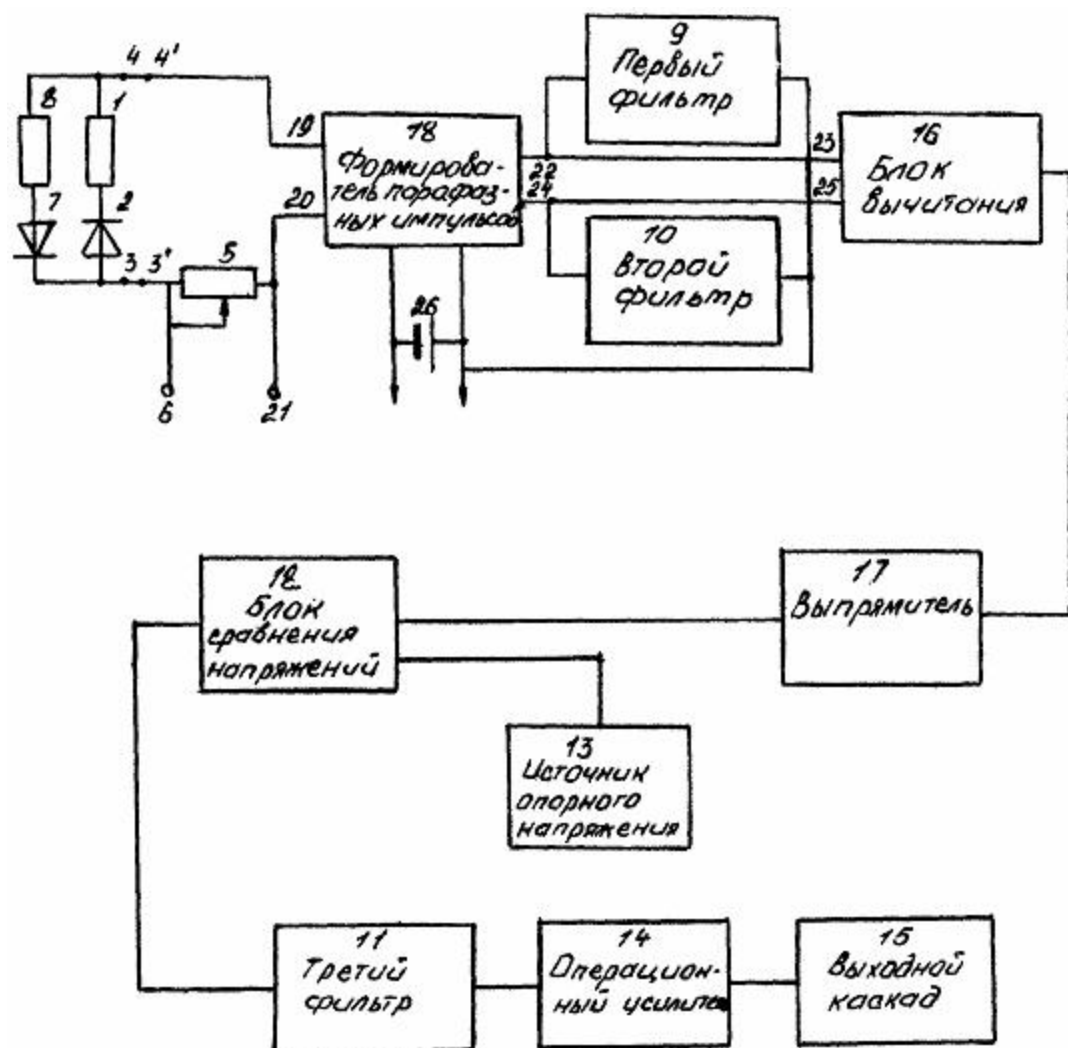 4 4'
8
1
7
2
3 3'
5
6
21
19
20
18
Формирова-
тель парафаз-
ных импульсов
22
24
26
9
Первый
фильтр
10
второй
фильтр
23
25
16
Блок
вычитания
12
Блок
сравнения
напряжений
17
Выпрямитель
13
Источник
опорного
напряжения
11
Третий
фильтр
14
Операцион-
ный усилитель
15
Выходной
каскад